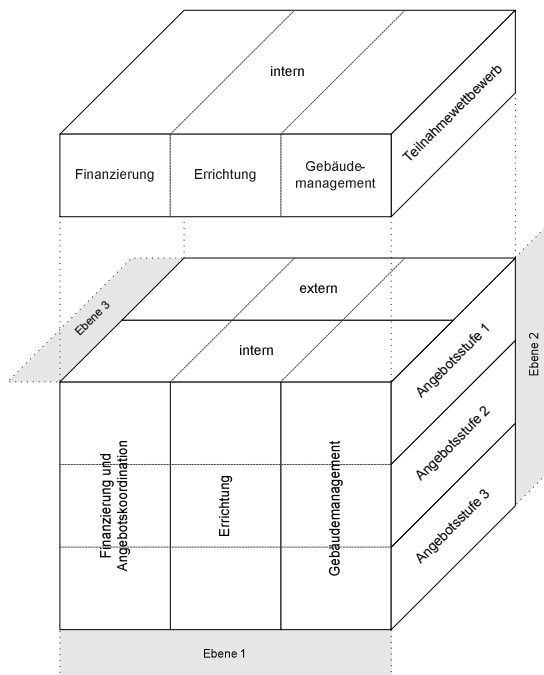 intern
Teilnahmewettbewerb
Finanzierung
Errichtung
Gebäude-
management
extern
Ebene 3
intern
Angebotsstufe 1
Ebene 2
Angebotsstufe 2
Angebotsstufe 3
Finanzierung und
Angebotskoordination
Errichtung
Gebäudemanagement
Ebene 1